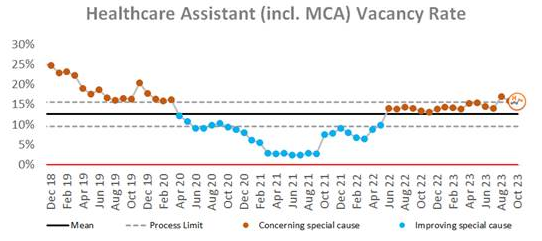 Healthcare Assistant (incl. MCA) Vacancy Rate
30%
25%
20%
15%
10%
5%
0%
Dec 18
Feb 19
Apr 19
Jun 19
Aug 19
Oct 19
Dec 19
Feb 20
Apr 20
Jun 20
Aug 20
Oct 20
Dec 20
Feb 21
Apr 21
Jun 21
Aug 21
Oct 21
Dec 21
Feb 22
Apr 22
Jun 22
Aug 22
Oct 22
Dec 22
Feb 23
Apr 23
Jun 23
Aug 23
Oct 23
Mean Process Limit Concerning special cause Improving special cause